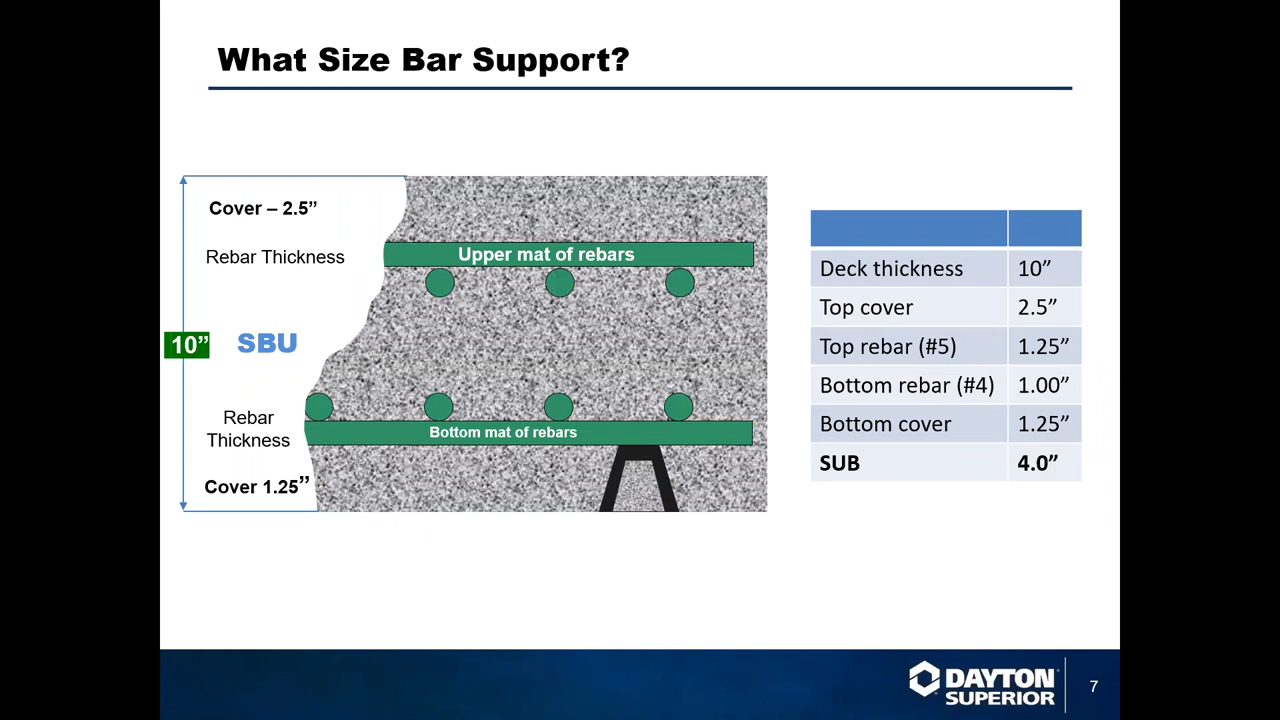 What Size Bar Support?
Cover – 2.5”
Rebar Thickness
Upper mat of rebars
10”
SBU
Rebar
Thickness
Bottom mat of rebars
Cover 1.25”
Deck thickness 10”
Top cover 2.5”
Top rebar (#5) 1.25”
Bottom rebar (#4) 1.00”
Bottom cover 1.25”
SUB 4.0”
DAYTON
SUPERIOR
7